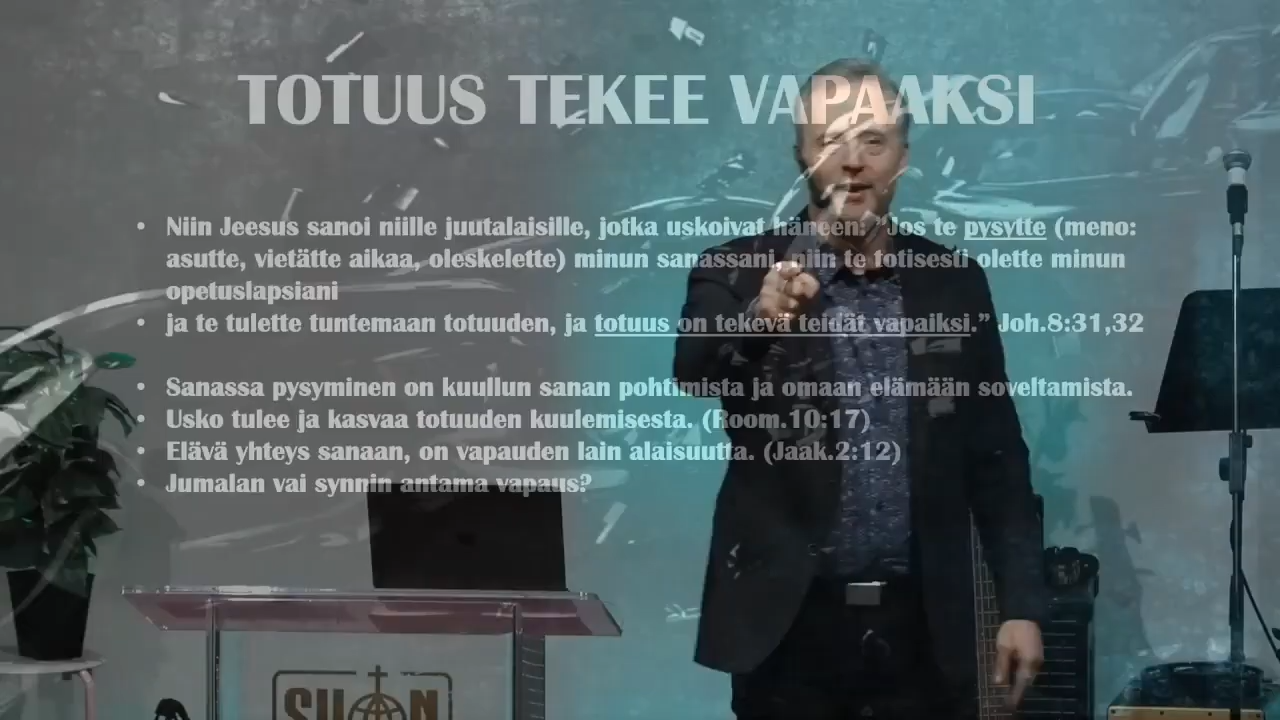 TOTUUS TEKEE VAPAAKSI
• Niin Jeesus sanoi niille juutalaisille, jotka uskoivat häneen: ”Jos te pysytte (meno:
asutte, vietätte aikaa, oleskelette) minun sanassani, niin te totisesti olette minun
opetuslapsiani
• ja te tulette tuntemaan totuuden, ja totuus on tekevä teidät vapaiksi.” Joh.8:31,32
• Sanassa pysyminen on kuullun sanan pohtimista ja omaan elämään soveltamista.
• Usko tulee ja kasvaa totuuden kuulemisesta. (Room.10:17)
• Elävä yhteys sanaan, on vapauden lain alaisuutta. (Jaak.2:12)
• Jumalan vai synnin antama vapaus?